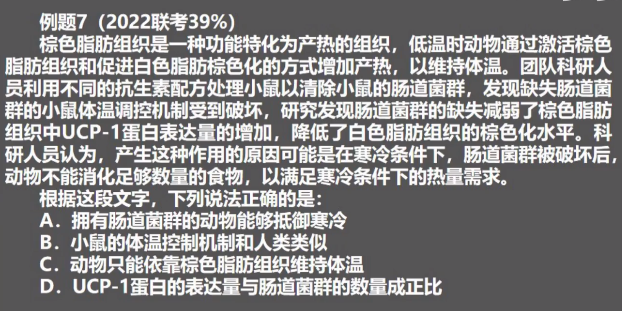 例题7（2022联考39%）
棕色脂肪组织是一种功能特化为产热的组织，低温时动物通过激活棕色
脂肪组织和促进白色脂肪棕色化的方式增加产热，以维持体温。团队科研人
员利用不同的抗生素配方处理小鼠以清除小鼠的肠道菌群，发现缺失肠道菌
群的小鼠体温调控机制受到破坏，研究发现肠道菌群的缺失减弱了棕色脂肪
组织中UCP-1蛋白表达量的增加，降低了白色脂肪组织的棕色化水平。科
研人员认为，产生这种作用的原因可能是在寒冷条件下，肠道菌群被破坏后，
动物不能消化足够数量的食物，以满足寒冷条件下的热量需求。
根据这段文字，下列说法正确的是：
A．拥有肠道菌群的动物能够抵御寒冷
B．小鼠的体温控制机制和人类类似
C．动物只能依靠棕色脂肪组织维持体温
D．UCP-1蛋白的表达量与肠道菌群的数量成正比